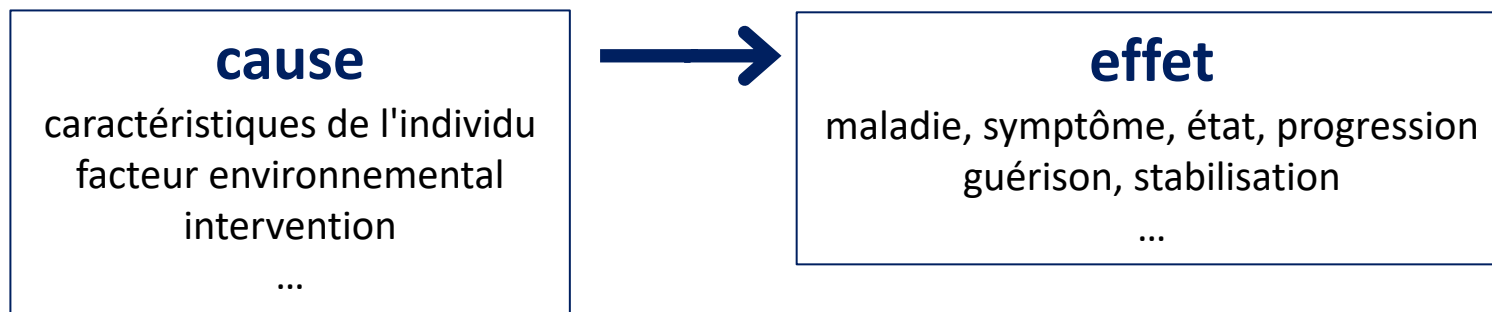 cause
caractéristiques de l'individu
facteur environnemental
intervention
...
effet
maladie, symptôme, état, progression
guérison, stabilisation
...